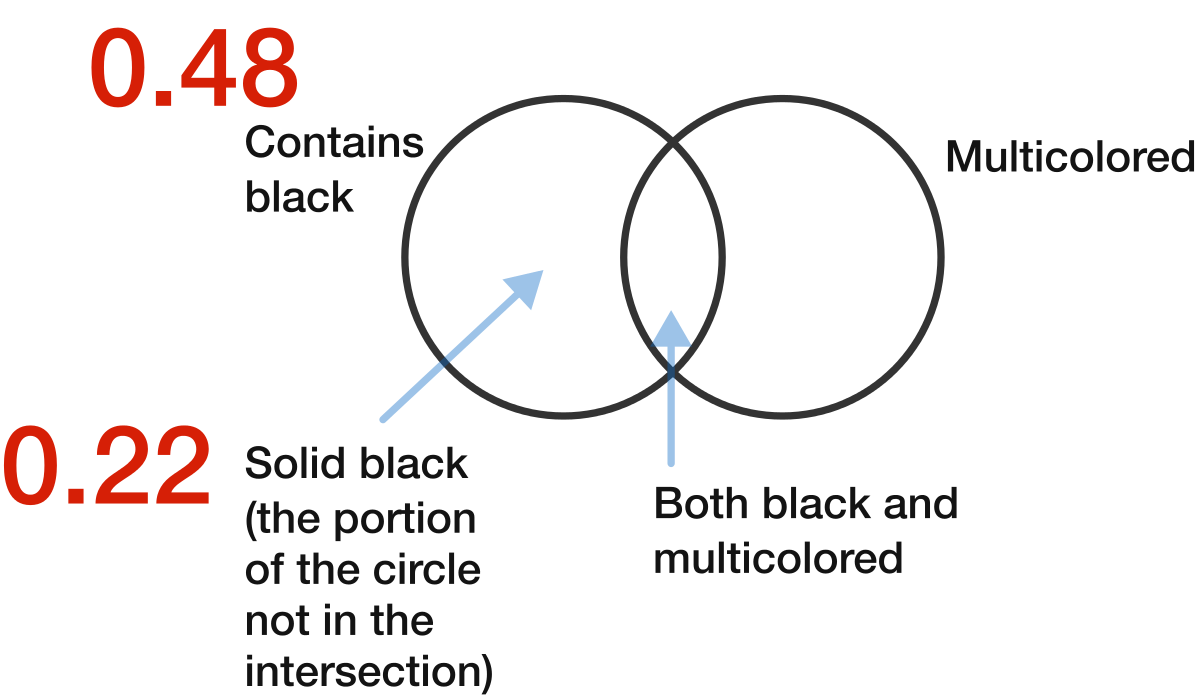 0.48
Contains
black
Multicolored
0.22
Solid black
(the portion
of the circle
not in the
intersection)
Both black and
multicolored